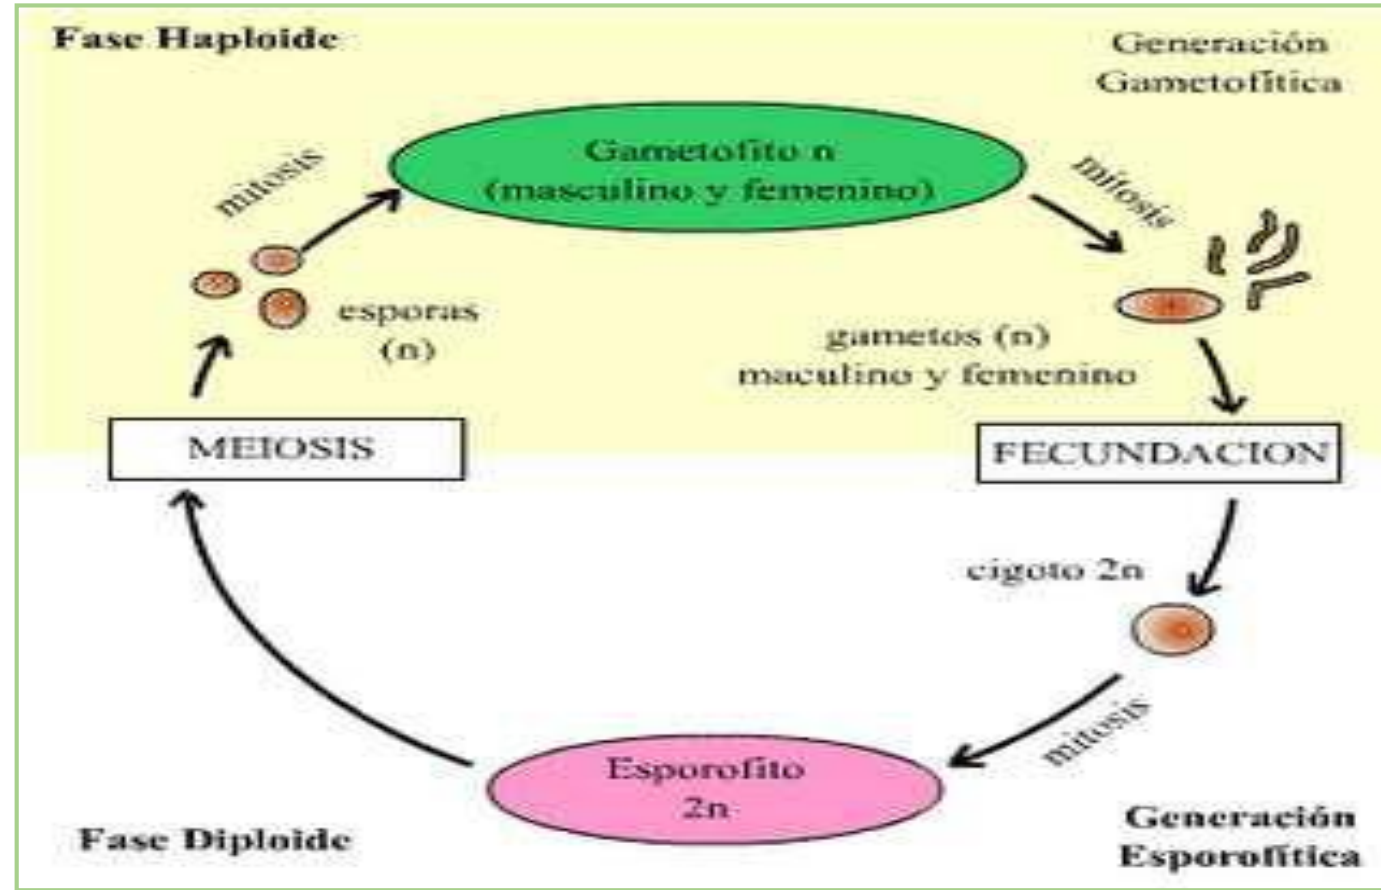 Fase Haploide
Generación
Gametofítica
Gametofito n
(masculino y femenino)
mitosis
mitosis
esporas
(n)
gametos (n)
maculino y femenino
MEIOSIS
FECUNDACION
cigoto 2n
mitosis
Esporofito
2n
Fase Diploide
Generación
Esporofítica